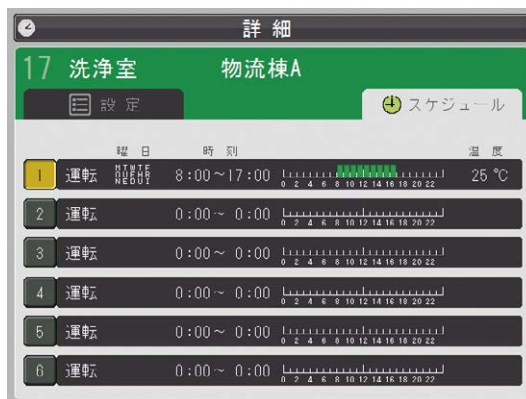 詳細
17 洗浄室 物流棟A
設定 スケジュール
曜日 時刻 温度
1 運転 MON TUE WED THU FRI 8:00~17:00 0 2 4 6 8 10 12 14 16 18 20 22 25℃
2 運転 0:00~ 0:00 0 2 4 6 8 10 12 14 16 18 20 22
3 運転 0:00~ 0:00 0 2 4 6 8 10 12 14 16 18 20 22
4 運転 0:00~ 0:00 0 2 4 6 8 10 12 14 16 18 20 22
5 運転 0:00~ 0:00 0 2 4 6 8 10 12 14 16 18 20 22
6 運転 0:00~ 0:00 0 2 4 6 8 10 12 14 16 18 20 22